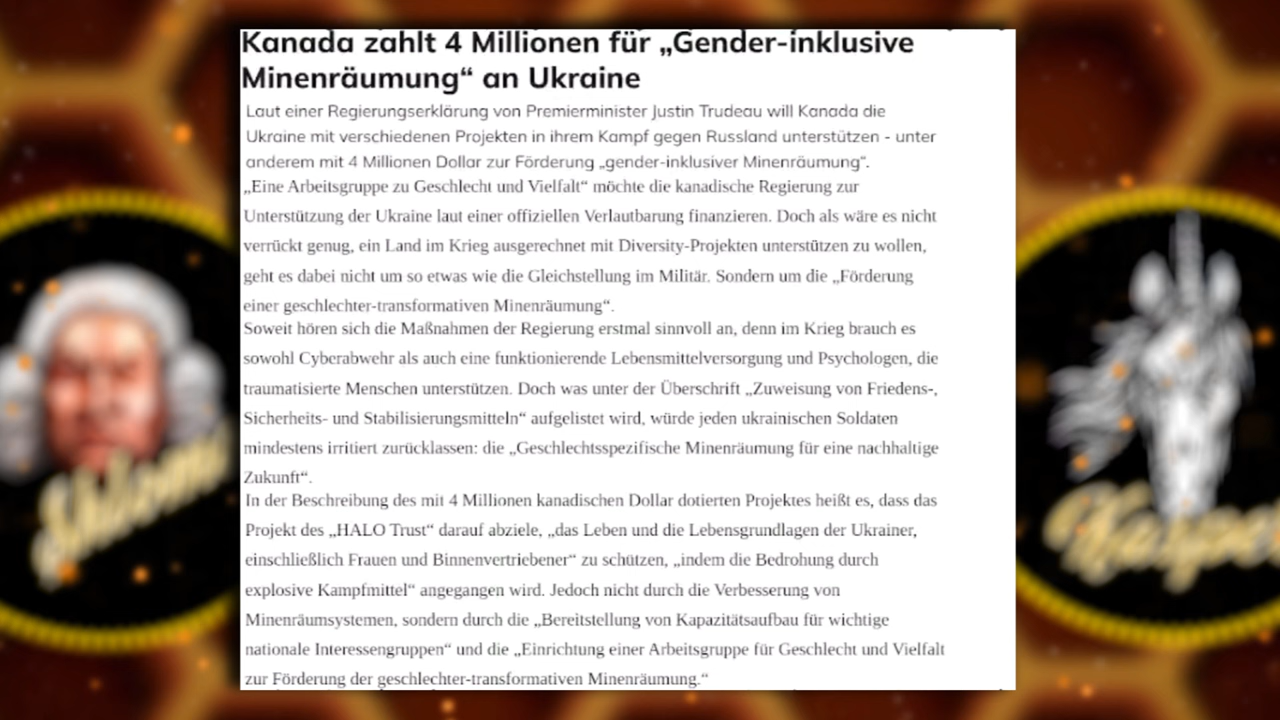 Kanada zahlt 4 Millionen für „Gender-inklusive
Minenräumung“ an Ukraine
Laut einer Regierungserklärung von Premierminister Justin Trudeau will Kanada die
Ukraine mit verschiedenen Projekten in ihrem Kampf gegen Russland unterstützen - unter
anderem mit 4 Millionen Dollar zur Förderung „gender-inklusiver Minenräumung“.
„Eine Arbeitsgruppe zu Geschlecht und Vielfalt“ möchte die kanadische Regierung zur
Unterstützung der Ukraine laut einer offiziellen Verlautbarung finanzieren. Doch als wäre es nicht
verrückt genug, ein Land im Krieg ausgerechnet mit Diversity-Projekten unterstützen zu wollen,
geht es dabei nicht um so etwas wie die Gleichstellung im Militär. Sondern um die „Förderung
einer geschlechter-transformativen Minenräumung“.
Soweit hören sich die Maßnahmen der Regierung erstmal sinnvoll an, denn im Krieg brauch es
sowohl Cyberabwehr als auch eine funktionierende Lebensmittelversorgung und Psychologen, die
traumatisierte Menschen unterstützen. Doch was unter der Überschrift „Zuweisung von Friedens-,
Sicherheits- und Stabilisierungsmitteln“ aufgelistet wird, würde jeden ukrainischen Soldaten
mindestens irritiert zurücklassen: die „Geschlechtsspezifische Minenräumung für eine nachhaltige
Zukunft“.
In der Beschreibung des mit 4 Millionen kanadischen Dollar dotierten Projektes heißt es, dass das
Projekt des „HALO Trust“ darauf abziele, „das Leben und die Lebensgrundlagen der Ukrainer,
einschließlich Frauen und Binnenvertriebener“ zu schützen, „indem die Bedrohung durch
explosive Kampfmittel“ angegangen wird. Jedoch nicht durch die Verbesserung von
Minenräumsystemen, sondern durch die „Bereitstellung von Kapazitätsaufbau für wichtige
nationale Interessengruppen“ und die „Einrichtung einer Arbeitsgruppe für Geschlecht und Vielfalt
zur Förderung der geschlechter-transformativen Minenräumung.“